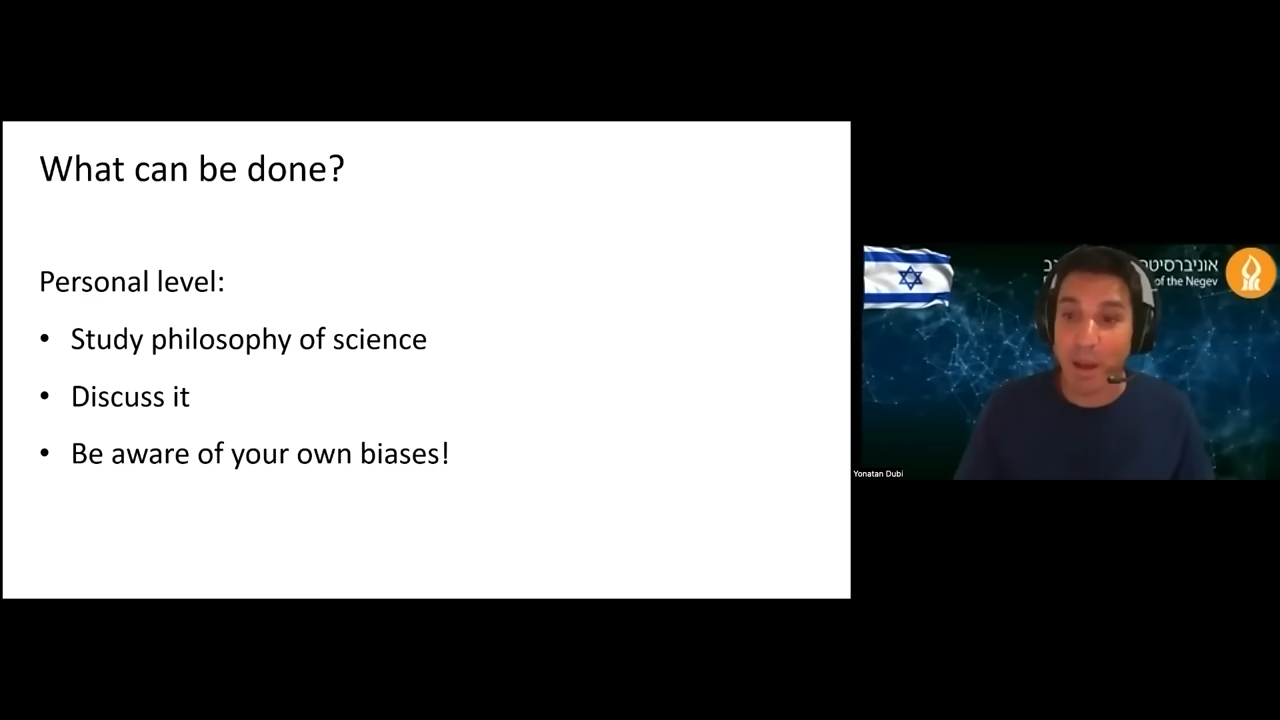 What can be done?
Personal level:
• Study philosophy of science
• Discuss it
• Be aware of your own biases!
of the Negev
Yonatan Dubi